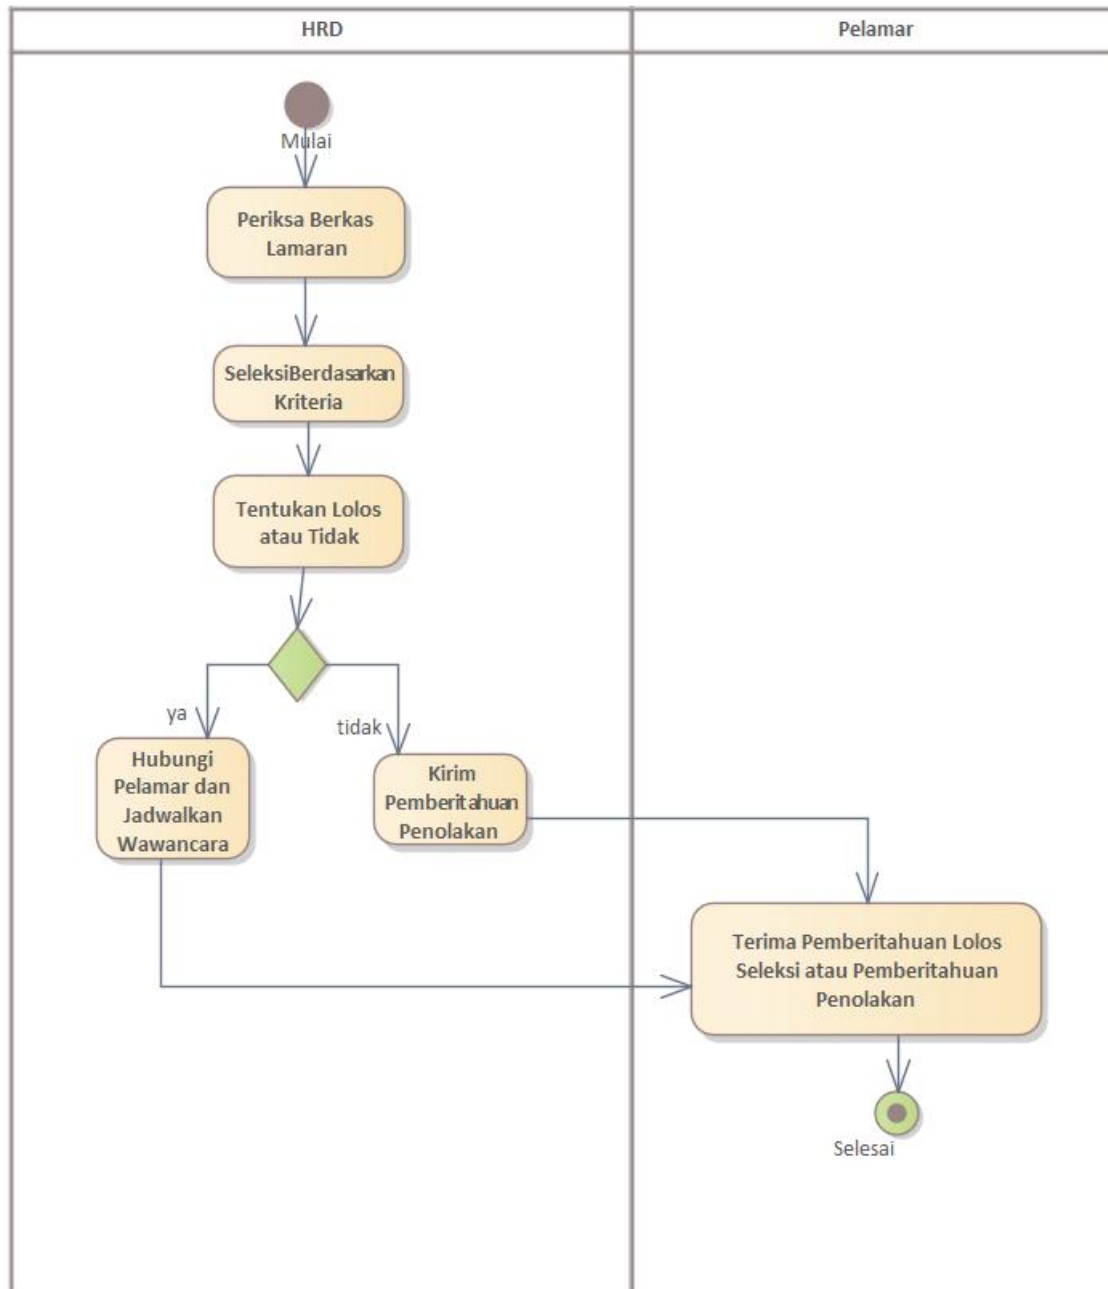 HRD
Pelamar
Mulai
Periksa Berkas
Lamaran
SeleksiBerdasarkan
Kriteria
Tentukan Lolos
atau Tidak
ya
tidak
Hubungi
Pelamar dan
Jadwalkan
Wawancara
Kirim
Pemberitahuan
Penolakan
Terima Pemberitahuan Lolos
Seleksi atau Pemberitahuan
Penolakan
Selesai